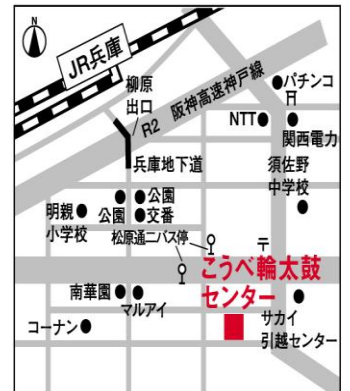 N
JR兵庫
柳原
出口
R2 阪神高速神戸線
パチンコ
NTT
関西電力
兵庫地下道
須佐野
中学校
公園
明親
小学校
公園
交番
松原通二バス停
〒
こうべ輪太鼓
センター
南華園
マルアイ
コーナン
サカイ
引越センター